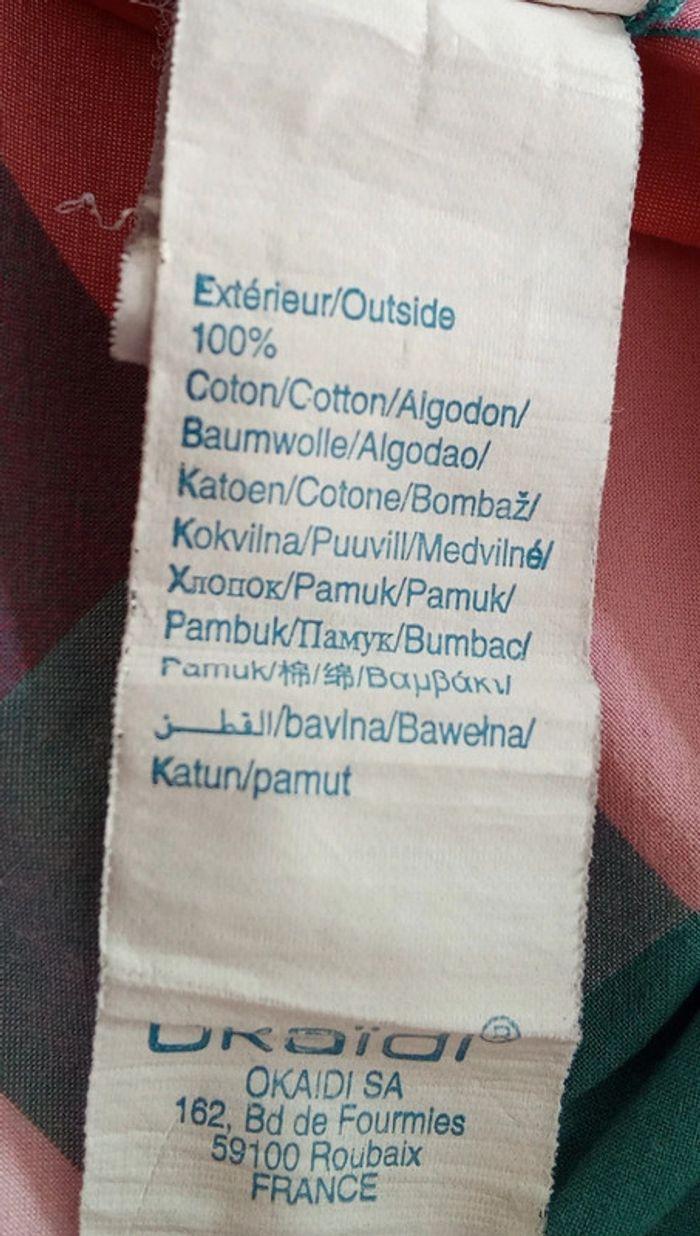 Extérieur/Outside
100%
Coton/Cotton/Algodon/
Baumwolle/Algodao/
Katoen/Cotone/Bombaž/
Kokvilna/Puuvill/Medvilné/
Хлопок/Pamuk/Pamuk/
Pambuk/Памук/Bumbac/
Pamuk/棉/绵/Βαμβάκι/
القطــن/bavlna/Bawełna/
Katun/pamut
OKaïdi®
OKAIDI SA
162, Bd de Fourmies
59100 Roubaix
FRANCE